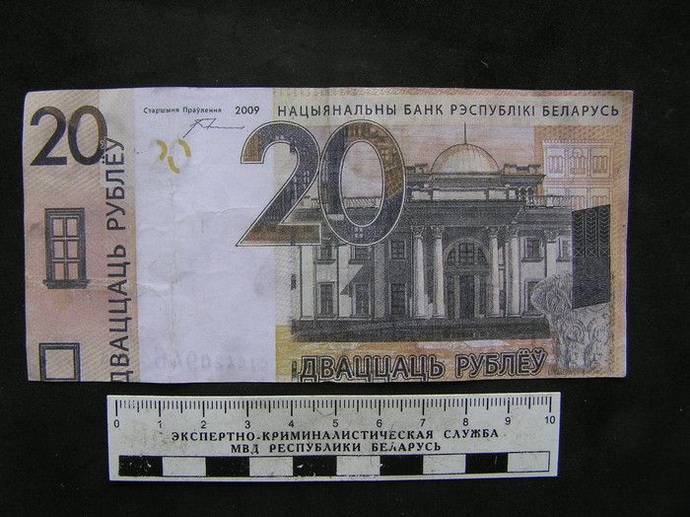 20
Старшыня Праўлення 2009
НАЦЫЯНАЛЬНЫ БАНК РЭСПУБЛІКІ БЕЛАРУСЬ
20
20
ДВАЦЦАЦЬ РУБЛЁЎ
ДВАЦЦАЦЬ РУБЛЁЎ
0 1 2 3 4 5 6 7 8 9 10
ЭКСПЕРТНО-КРИМИНАЛИСТИЧЕСКАЯ СЛУЖБА
МВД РЕСПУБЛИКИ БЕЛАРУСЬ